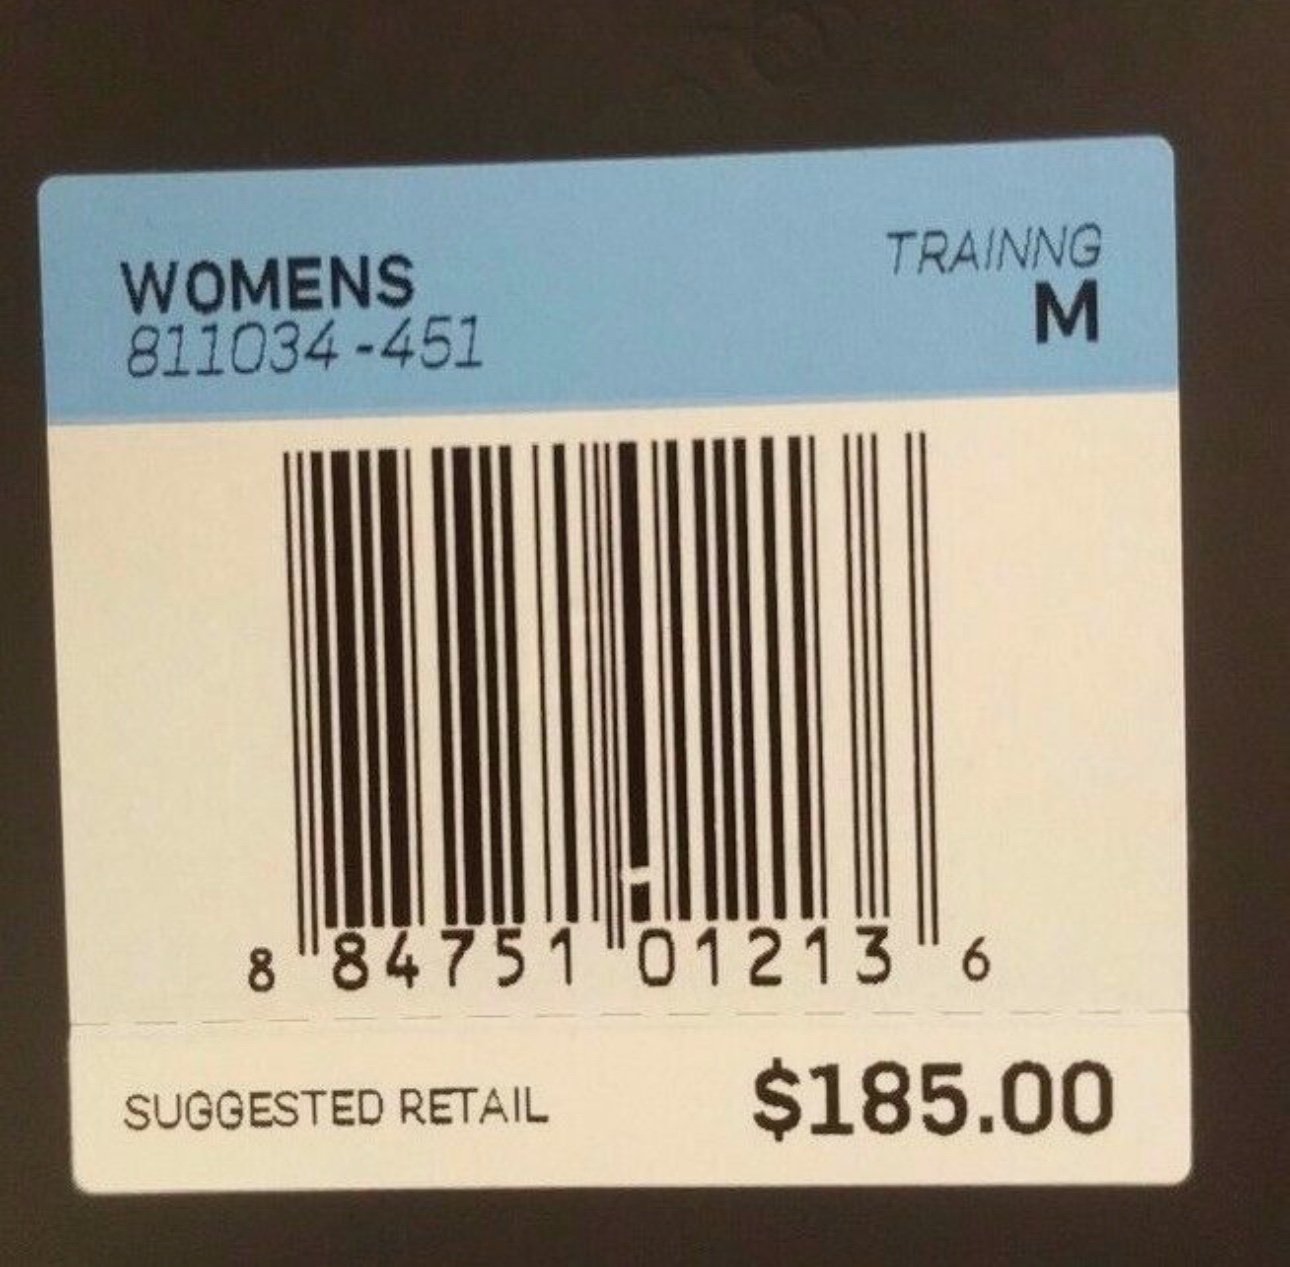 WOMENS
811034-451
TRAINNG
M
8 84751 01213 6
SUGGESTED RETAIL $185.00